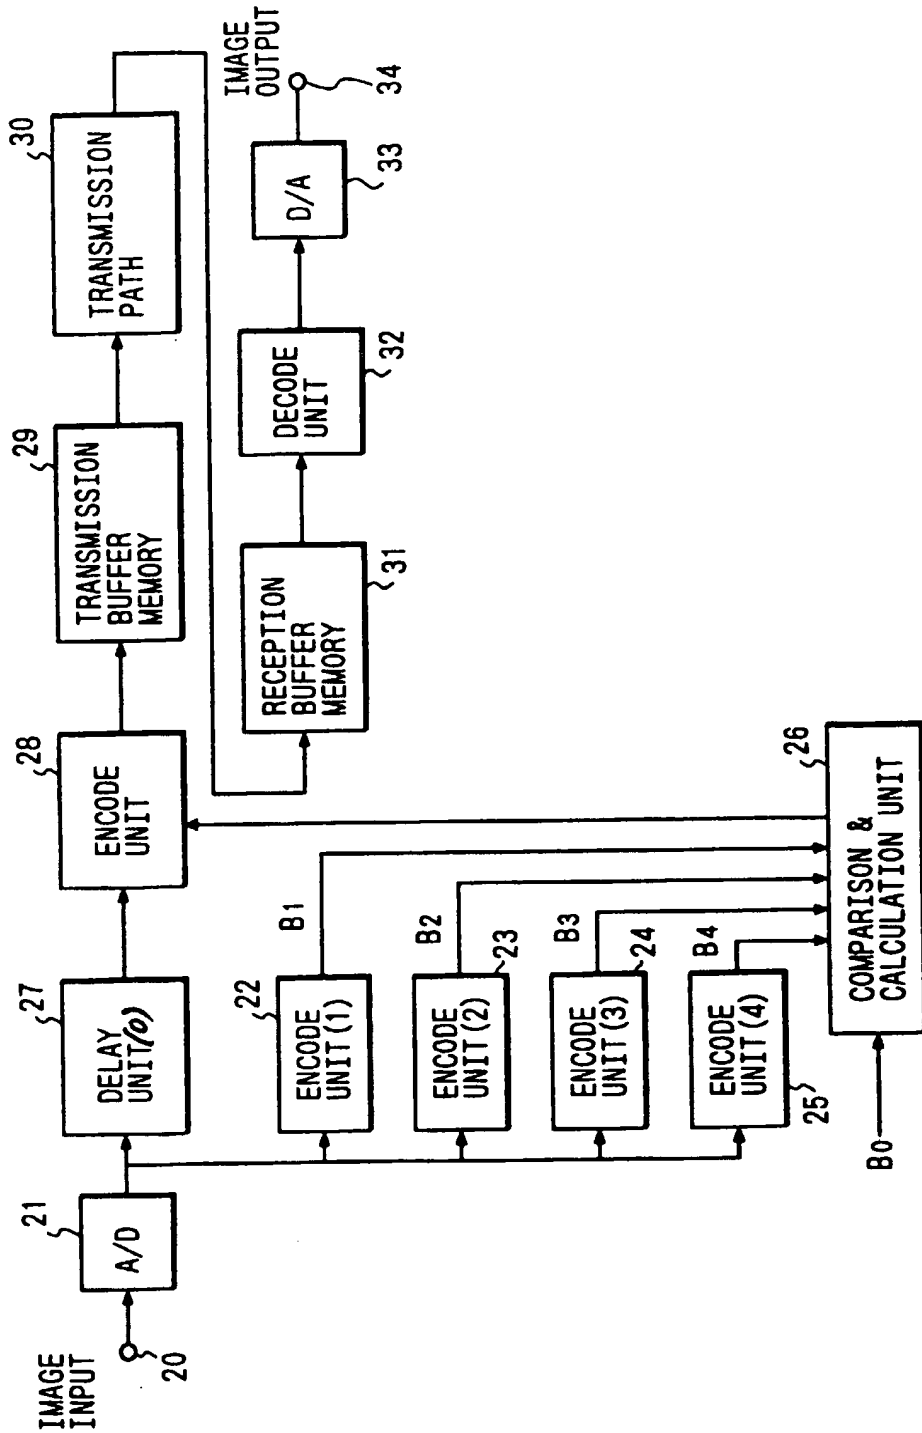 IMAGE
INPUT
20
21
A/D
27
DELAY
UNIT(0)
28
ENCODE
UNIT
29
TRANSMISSION
BUFFER
MEMORY
30
TRANSMISSION
PATH
22
ENCODE
UNIT(1)
B1
ENCODE
UNIT(2)
23
B2
ENCODE
UNIT(3)
24
B3
ENCODE
UNIT(4)
25
B4
B0
COMPARISON &
CALCULATION UNIT
26
RECEPTION
BUFFER
MEMORY
31
DECODE
UNIT
32
D/A
33
IMAGE
OUTPUT
34